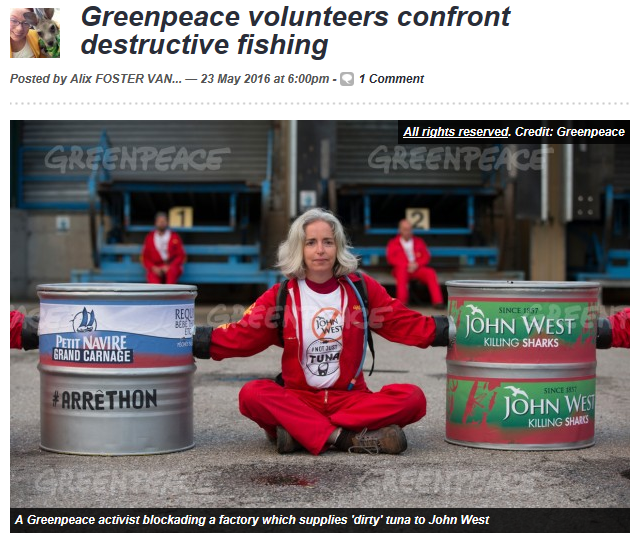 Greenpeace volunteers confront
destructive fishing
Posted by Alix FOSTER VAN... — 23 May 2016 at 6:00pm - 1 Comment
All rights reserved. Credit: Greenpeace
GREENPEACE GREENPEACE
1 2
PETIT NAVIRE
GRAND CARNAGE
#ARRÊTHON
JOHN
WEST
#NOT JUST
TUNA
SINCE 1857
JOHN WEST
KILLING SHARKS
SINCE 1857
JOHN WEST
KILLING SHARKS
GREENPEACE GREENPEACE
A Greenpeace activist blockading a factory which supplies 'dirty' tuna to John West